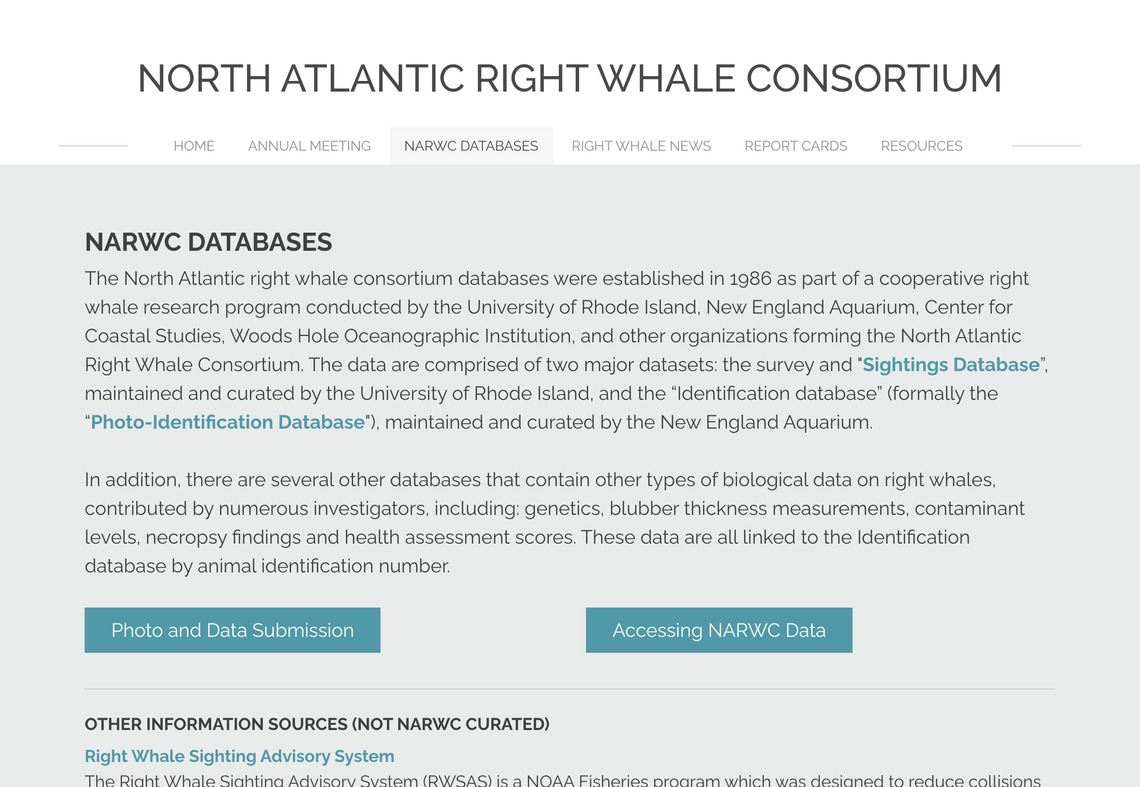 NORTH ATLANTIC RIGHT WHALE CONSORTIUM
HOME ANNUAL MEETING NARWC DATABASES RIGHT WHALE NEWS REPORT CARDS RESOURCES
NARWC DATABASES
The North Atlantic right whale consortium databases were established in 1986 as part of a cooperative right
whale research program conducted by the University of Rhode Island, New England Aquarium, Center for
Coastal Studies, Woods Hole Oceanographic Institution, and other organizations forming the North Atlantic
Right Whale Consortium. The data are comprised of two major datasets: the survey and "Sightings Database”,
maintained and curated by the University of Rhode Island, and the “Identification database” (formally the
“Photo-Identification Database"), maintained and curated by the New England Aquarium.
In addition, there are several other databases that contain other types of biological data on right whales,
contributed by numerous investigators, including: genetics, blubber thickness measurements, contaminant
levels, necropsy findings and health assessment scores. These data are all linked to the Identification
database by animal identification number.
Photo and Data Submission Accessing NARWC Data
OTHER INFORMATION SOURCES (NOT NARWC CURATED)
Right Whale Sighting Advisory System
The Right Whale Sighting Advisory System (RWSAS) is a NOAA Fisheries program which was designed to reduce collisions